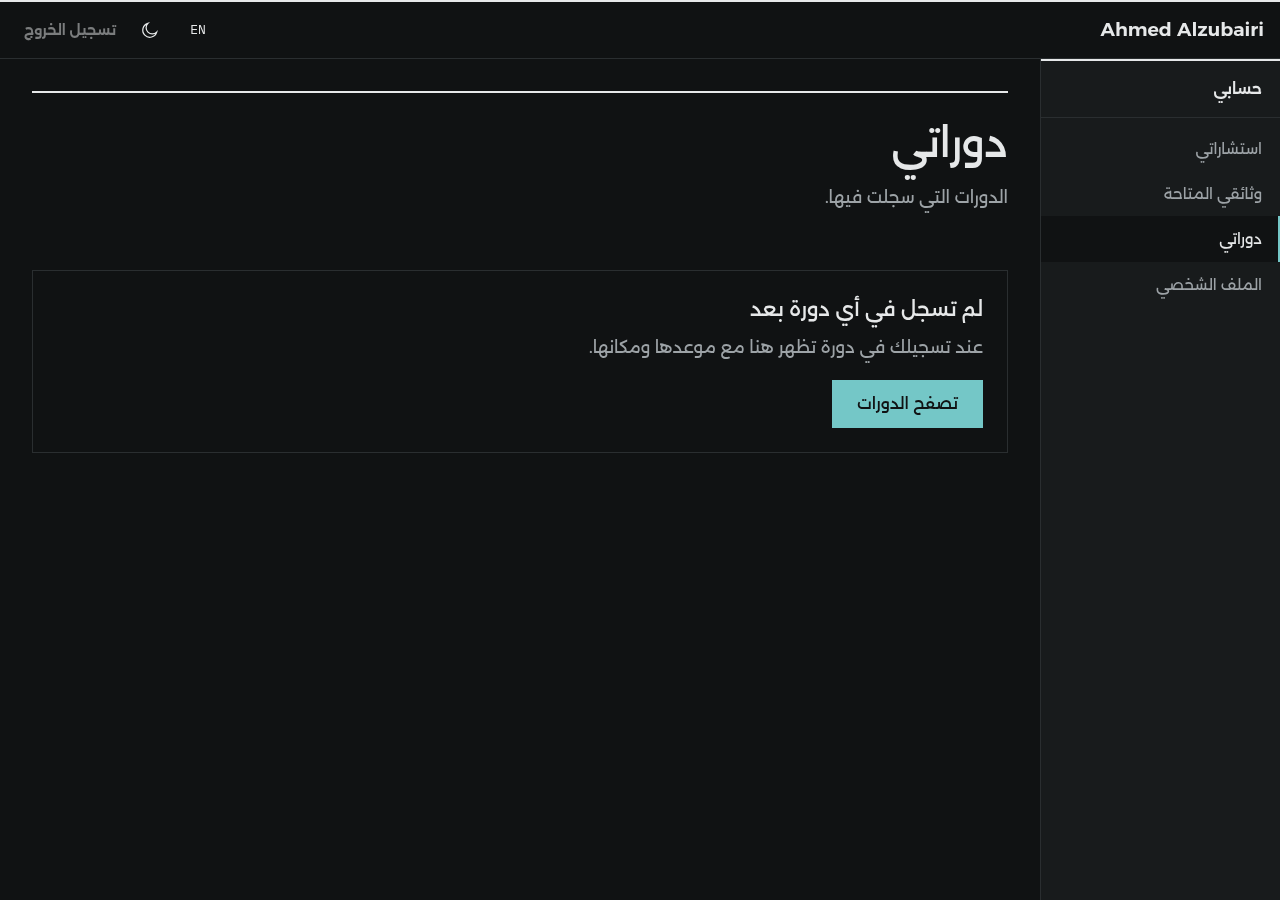 Ahmed Alzubairi
EN
تسجيل الخروج
حسابي
استشاراتي
وثائقي المتاحة
دوراتي
الملف الشخصي
دوراتي
الدورات التي سجلت فيها.
لم تسجل في أي دورة بعد
عند تسجيلك في دورة تظهر هنا مع موعدها ومكانها.
تصفح الدورات